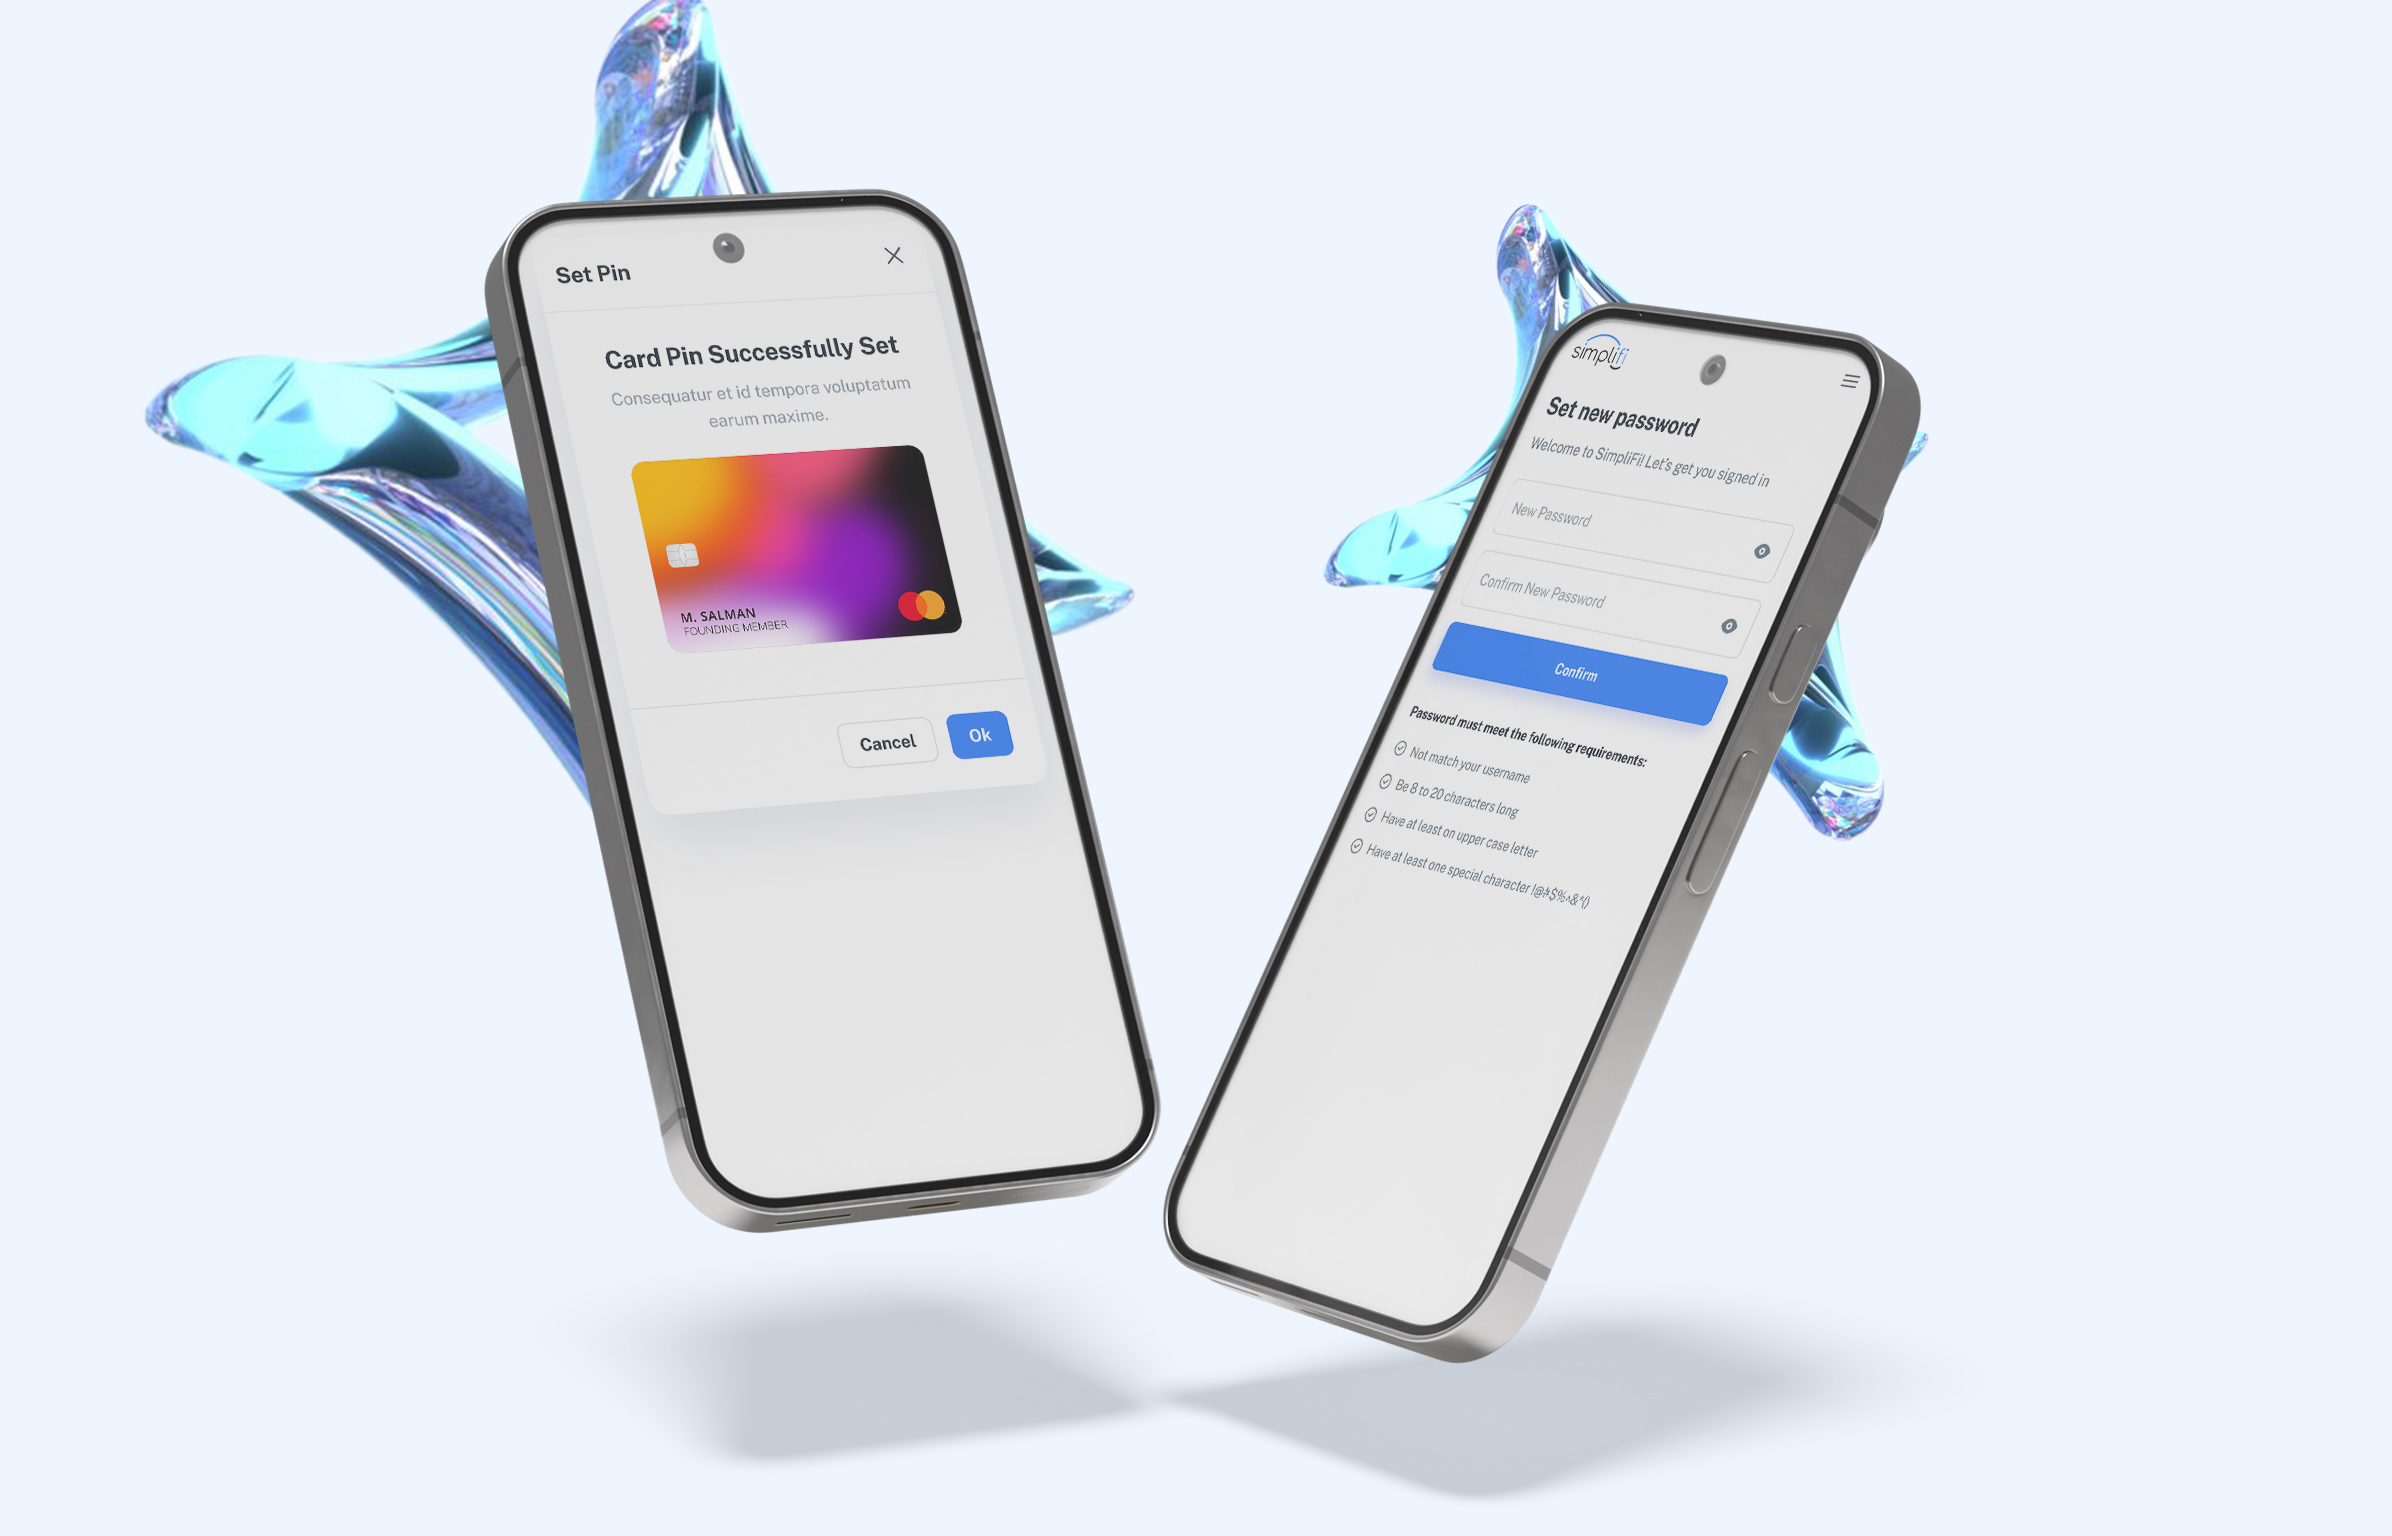 Set Pin
Card Pin Successfully Set
Consequatur et id tempora voluptatum
earum maxime.
M. SALMAN
FOUNDING MEMBER
Cancel
Ok
simplifi
Set new password
Welcome to SimpliFi! Let's get you signed in
New Password
Confirm New Password
Confirm
Password must meet the following requirements:
Not match your username
Be 8 to 20 characters long
Have at least on upper case letter
Have at least one special character !@#$%^&*()